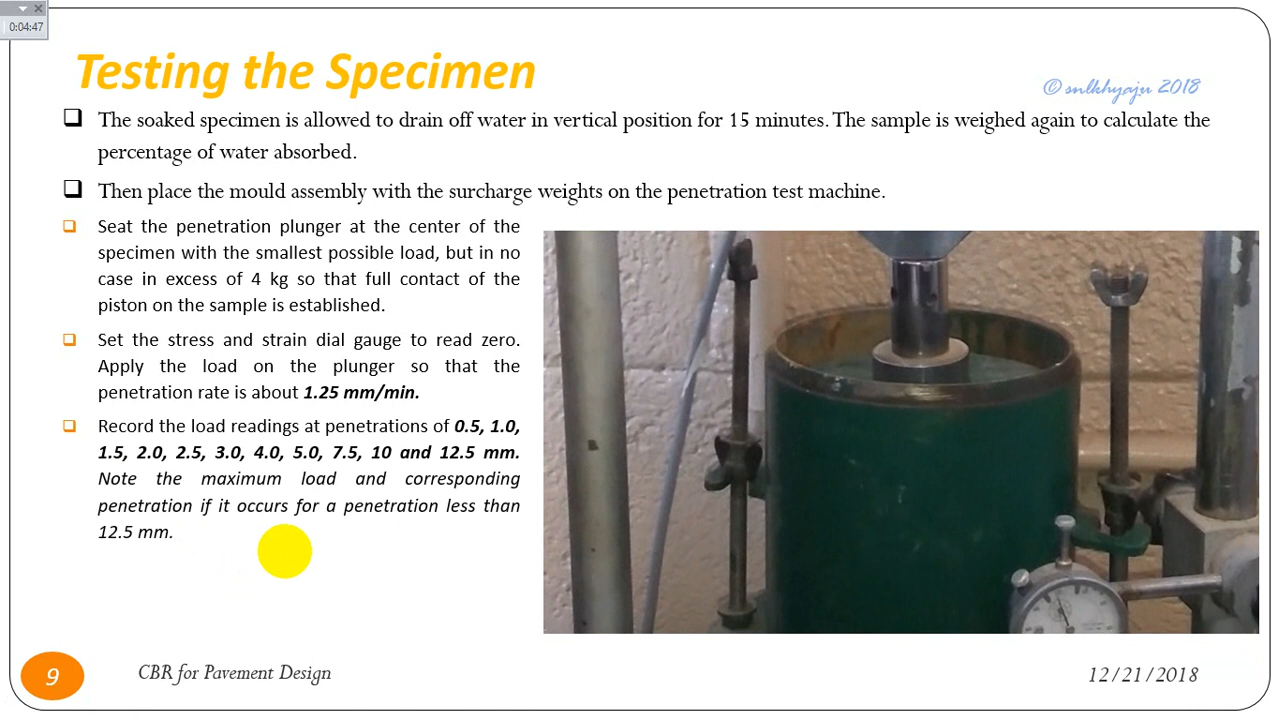 0:04:47
Testing the Specimen
© snlkhyaju 2018
The soaked specimen is allowed to drain off water in vertical position for 15 minutes. The sample is weighed again to calculate the
percentage of water absorbed.
Then place the mould assembly with the surcharge weights on the penetration test machine.
Seat the penetration plunger at the center of the
specimen with the smallest possible load, but in no
case in excess of 4 kg so that full contact of the
piston on the sample is established.
Set the stress and strain dial gauge to read zero.
Apply the load on the plunger so that the
penetration rate is about 1.25 mm/min.
Record the load readings at penetrations of 0.5, 1.0,
1.5, 2.0, 2.5, 3.0, 4.0, 5.0, 7.5, 10 and 12.5 mm.
Note the maximum load and corresponding
penetration if it occurs for a penetration less than
12.5 mm.
9
CBR for Pavement Design
12/21/2018